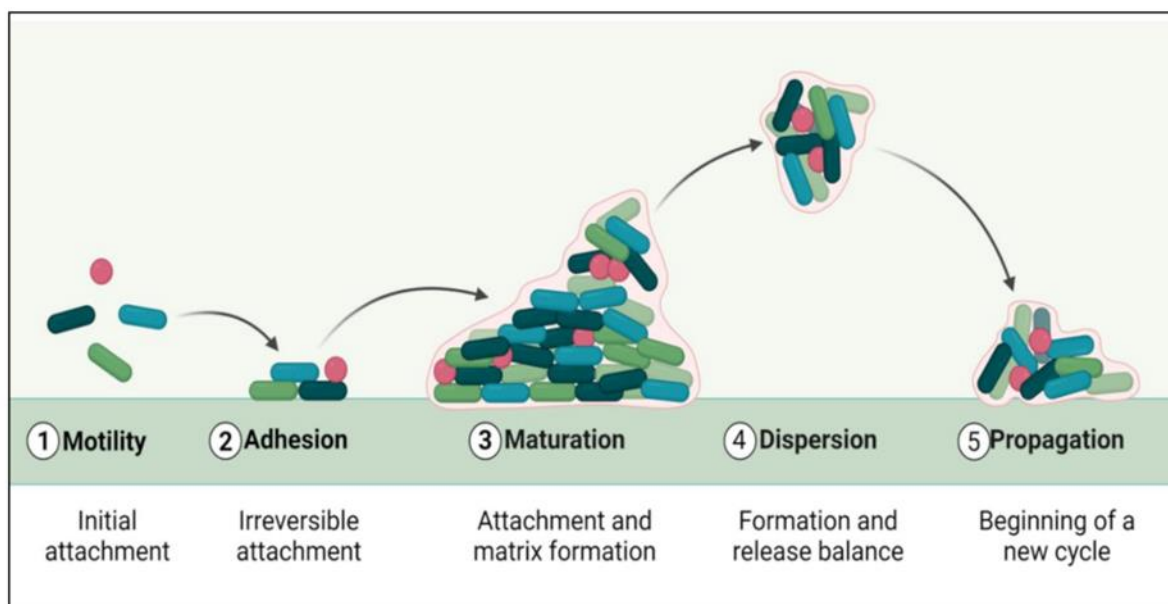 1 Motility
2 Adhesion
3 Maturation
4 Dispersion
5 Propagation
Initial
attachment
Irreversible
attachment
Attachment and
matrix formation
Formation and
release balance
Beginning of a
new cycle